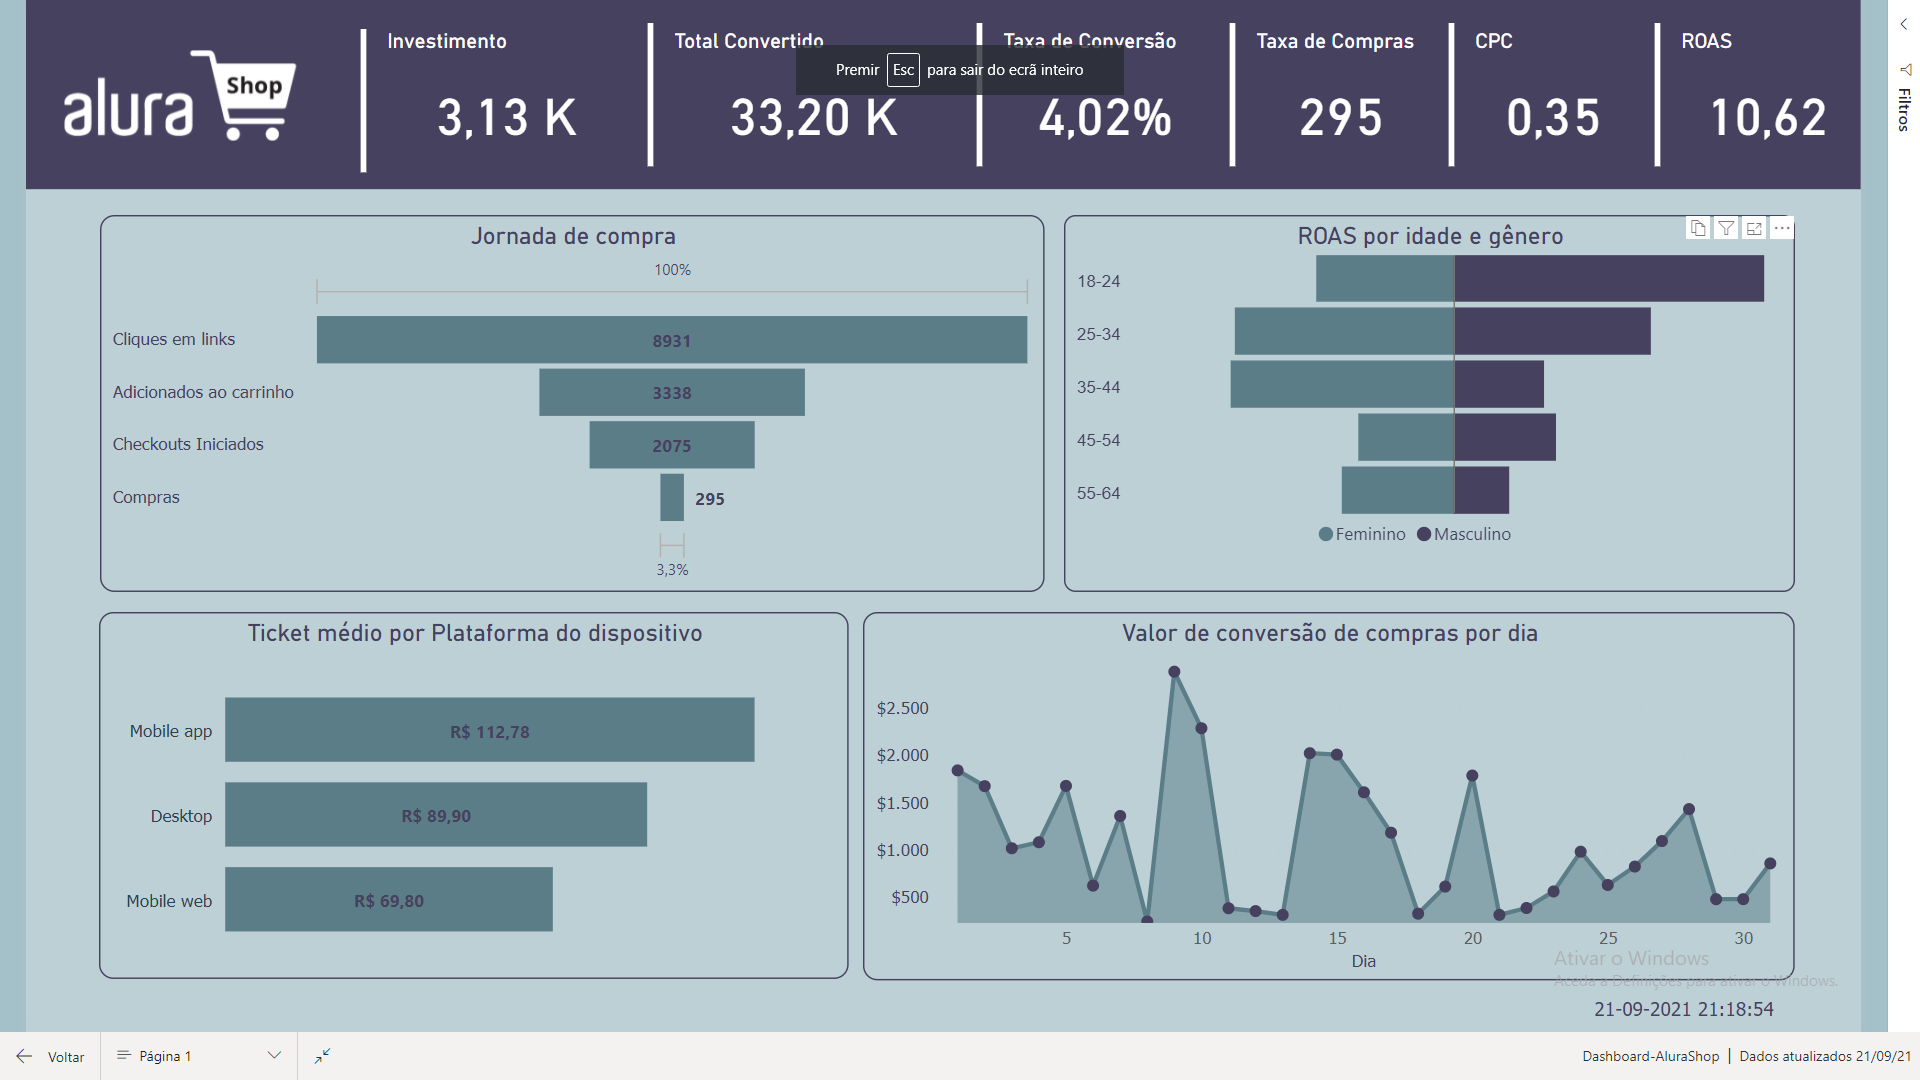 alura Shop
Investimento
3,13 K
Total Convertido
33,20 K
Taxa de Conversão
4,02%
Taxa de Compras
295
CPC
0,35
ROAS
10,62
Premir Esc para sair do ecrã inteiro
Filtros
Jornada de compra
100%
Cliques em links
8931
Adicionados ao carrinho
3338
Checkouts Iniciados
2075
Compras
295
3,3%
ROAS por idade e gênero
18-24
25-34
35-44
45-54
55-64
Feminino Masculino
Ticket médio por Plataforma do dispositivo
Mobile app
R$ 112,78
Desktop
R$ 89,90
Mobile web
R$ 69,80
Valor de conversão de compras por dia
$2.500
$2.000
$1.500
$1.000
$500
5 10 15 20 25 30
Dia
Ativar o Windows
Aceda a Definições para ativar o Windows.
21-09-2021 21:18:54
Voltar
Página 1
Dashboard-AluraShop | Dados atualizados 21/09/21